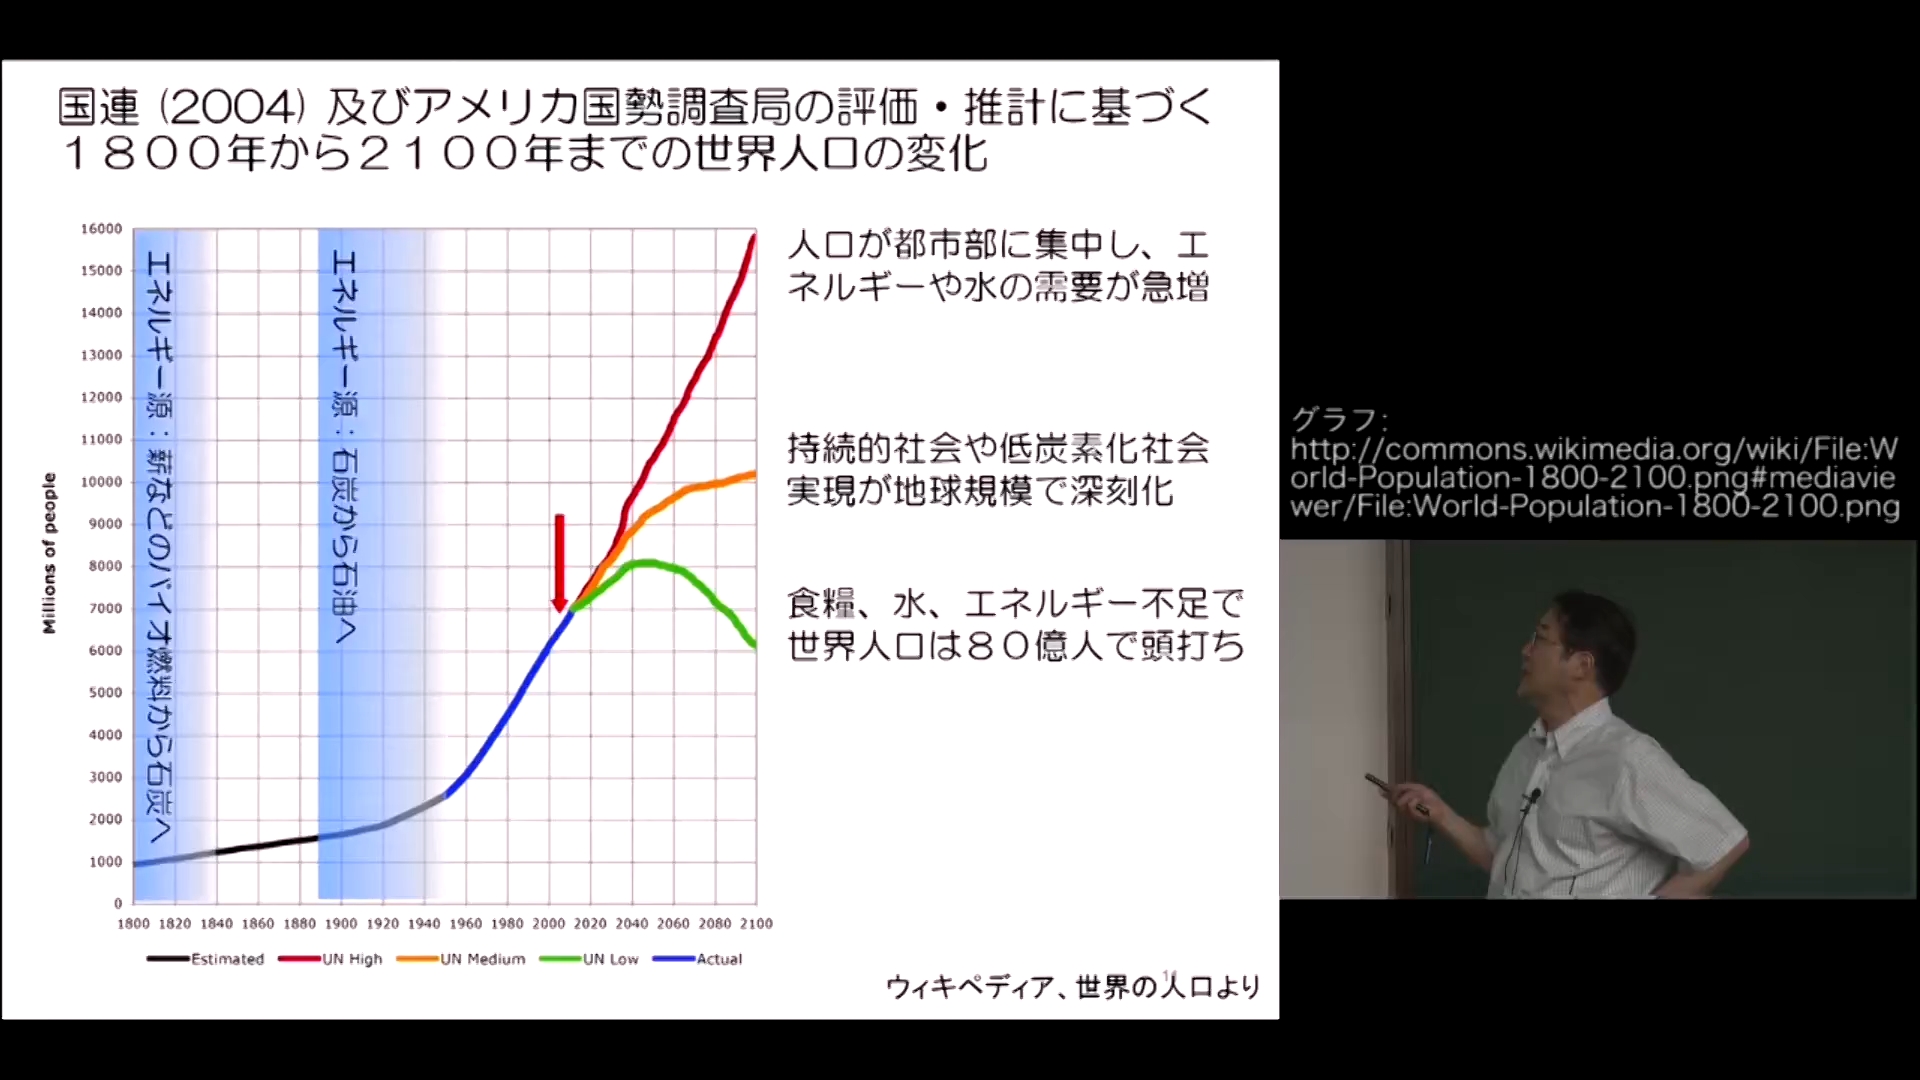 国連 (2004) 及びアメリカ国勢調査局の評価・推計に基づく
１８００年から２１００年までの世界人口の変化
16000
15000
14000
13000
12000
11000
10000
9000
8000
7000
6000
5000
4000
3000
2000
1000
0
Millions of people
エネルギー源：薪などのバイオ燃料から石炭へ
エネルギー源：石炭から石油へ
1800 1820 1840 1860 1880 1900 1920 1940 1960 1980 2000 2020 2040 2060 2080 2100
Estimated UN High UN Medium UN Low Actual
人口が都市部に集中し、エ
ネルギーや水の需要が急増
持続的社会や低炭素化社会
実現が地球規模で深刻化
食糧、水、エネルギー不足で
世界人口は８０億人で頭打ち
ウィキペディア、世界の人口より
グラフ:
http://commons.wikimedia.org/wiki/File:W
orld-Population-1800-2100.png#mediavie
wer/File:World-Population-1800-2100.png